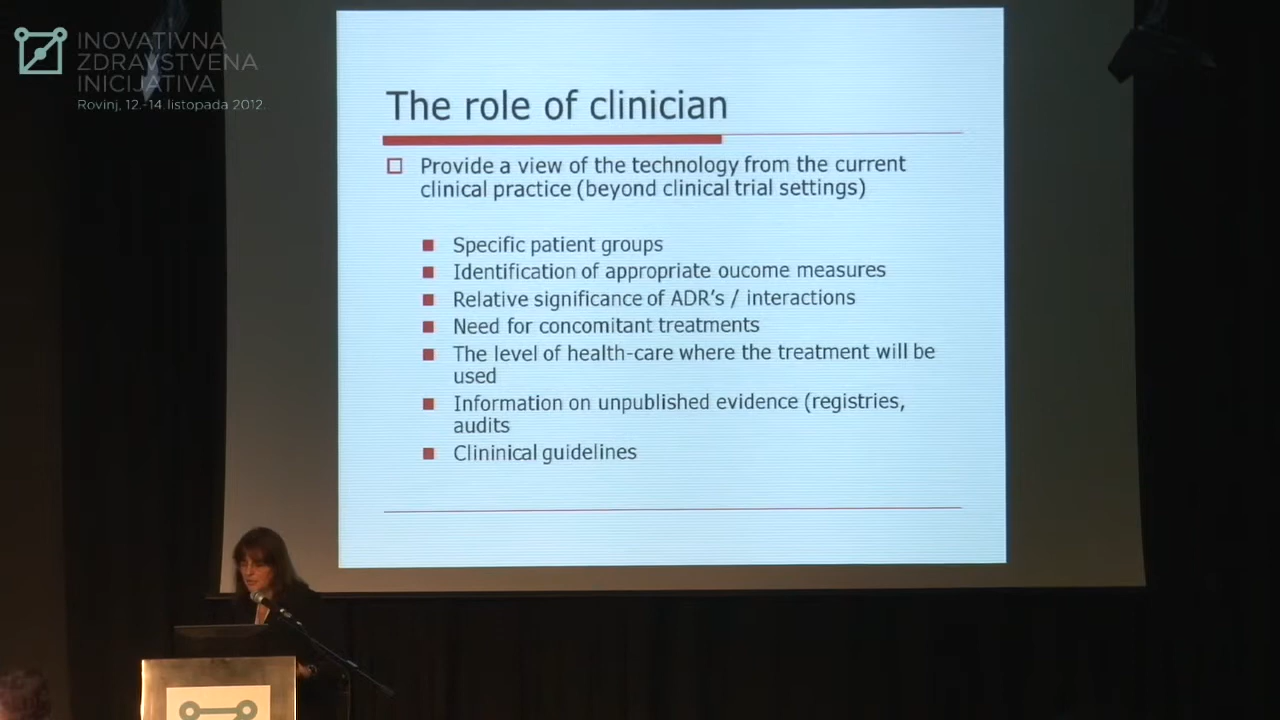 INOVATIVNA
ZDRAVSTVENA
INICIJATIVA
Rovinj, 12.-14. listopada 2012.
The role of clinician
Provide a view of the technology from the current
clinical practice (beyond clinical trial settings)
Specific patient groups
Identification of appropriate oucome measures
Relative significance of ADR's / interactions
Need for concomitant treatments
The level of health-care where the treatment will be
used
Information on unpublished evidence (registries,
audits
Clininical guidelines